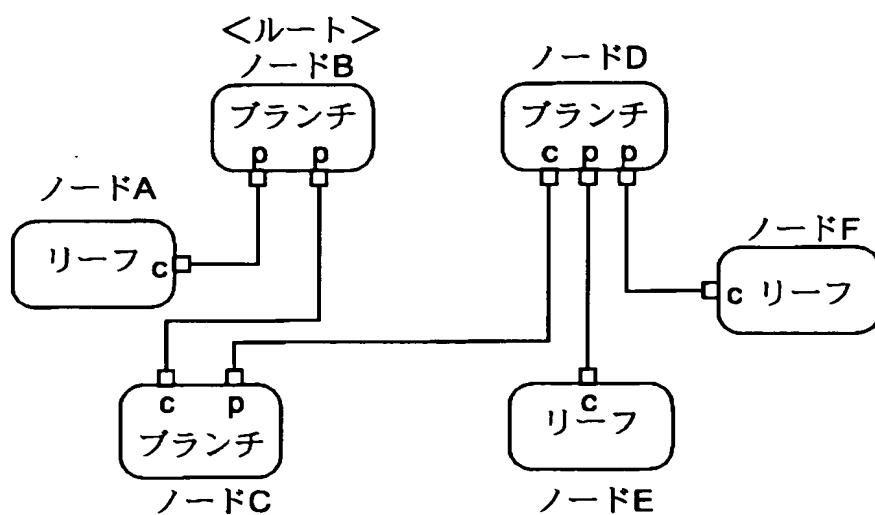 ＜ルート＞
ノードB
ブランチ
p p
ノードD
ブランチ
c p p
ノードA
リーフ c
ノードF
c リーフ
c p
ブランチ
ノードC
c
リーフ
ノードE